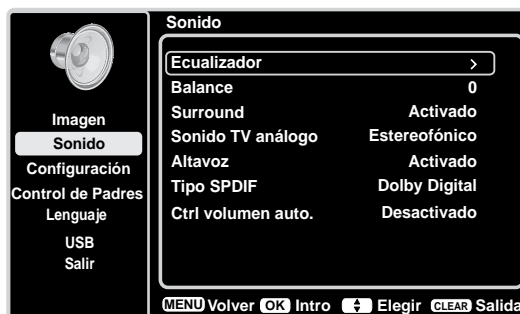 Sonido
Imagen
Sonido
Configuración
Control de Padres
Lenguaje
USB
Salir
Ecualizador >
Balance 0
Surround Activado
Sonido TV análogo Estereofónico
Altavoz Activado
Tipo SPDIF Dolby Digital
Ctrl volumen auto. Desactivado
MENU Volver OK Intro Elegir CLEAR Salida